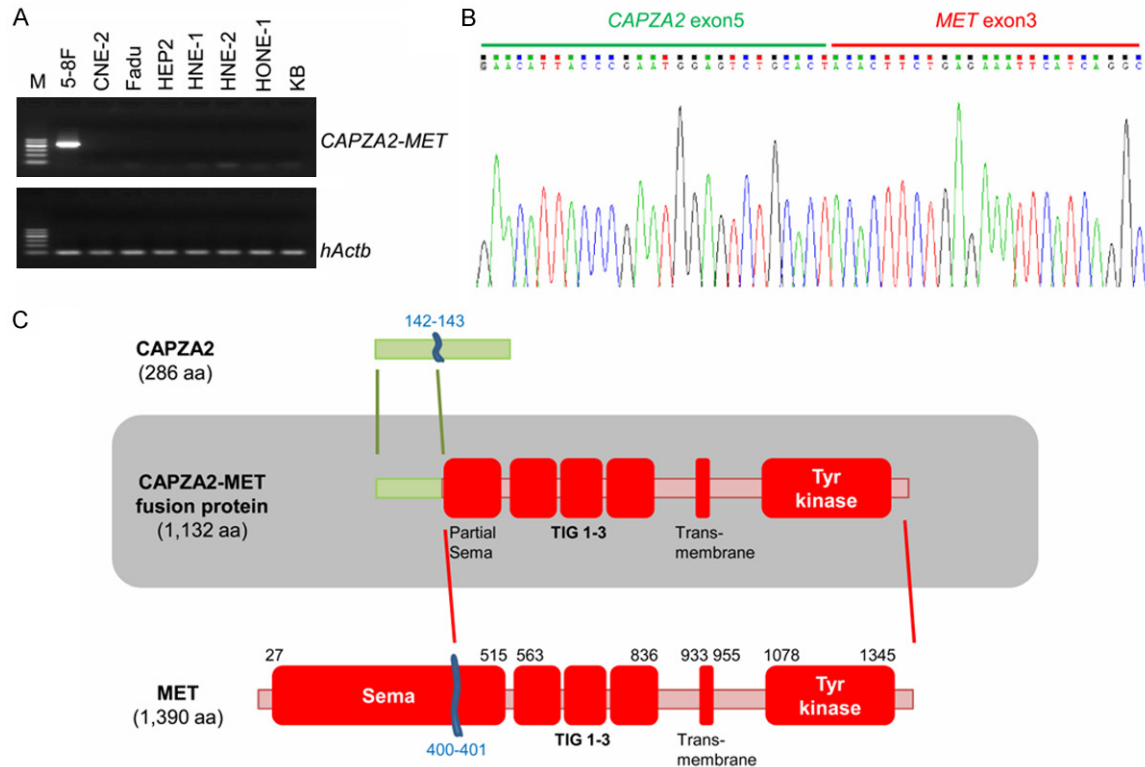 A
M
5-8F
CNE-2
Fadu
HEP2
HNE-1
HNE-2
HONE-1
KB
CAPZA2-MET
hActb
B
CAPZA2 exon5
MET exon3
GAACATTACCCGAATGGAGTCTGCACTACACTTCTGAGAAATTCATCAGGC
C
142-143
CAPZA2
(286 aa)
CAPZA2-MET
fusion protein
(1,132 aa)
Tyr
kinase
Partial
Sema
TIG 1-3
Trans-
membrane
27
515
563
836
933
955
1078
1345
MET
(1,390 aa)
Sema
Tyr
kinase
400-401
TIG 1-3
Trans-
membrane